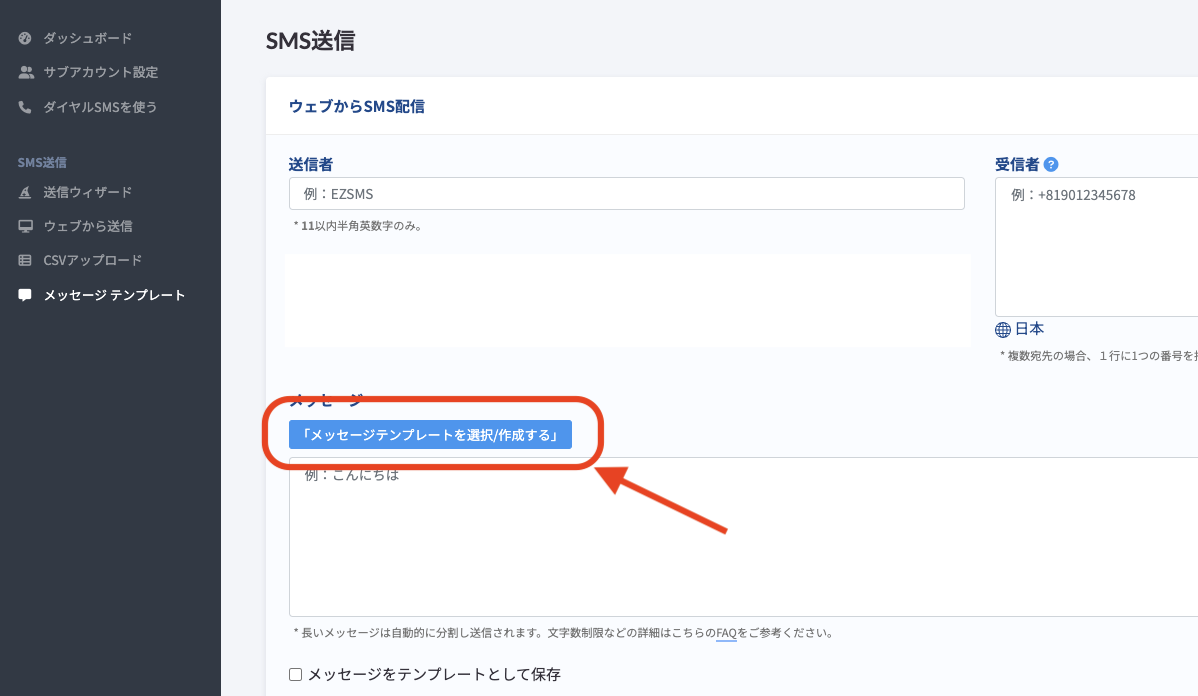 ダッシュボード
サブアカウント設定
ダイヤルSMSを使う
SMS送信
送信ウィザード
ウェブから送信
CSVアップロード
メッセージ テンプレート
SMS送信
ウェブからSMS配信
送信者
例：EZSMS
* 11以内半角英数字のみ。
受信者 ?
例：+819012345678
日本
* 複数宛先の場合、１行に1つの番号を
メッセージ
「メッセージテンプレートを選択/作成する」
例：こんにちは
* 長いメッセージは自動的に分割し送信されます。文字数制限などの詳細はこちらのFAQをご参考ください。
メッセージをテンプレートとして保存